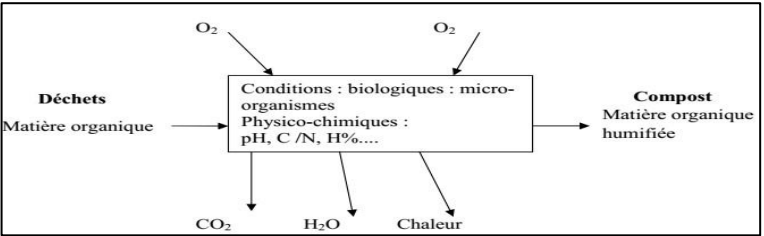 O₂
O₂
Déchets
Matière organique
Conditions : biologiques : micro-
organismes
Physico-chimiques :
pH, C /N, H%....
Compost
Matière organique
humifiée
CO₂
H₂O
Chaleur